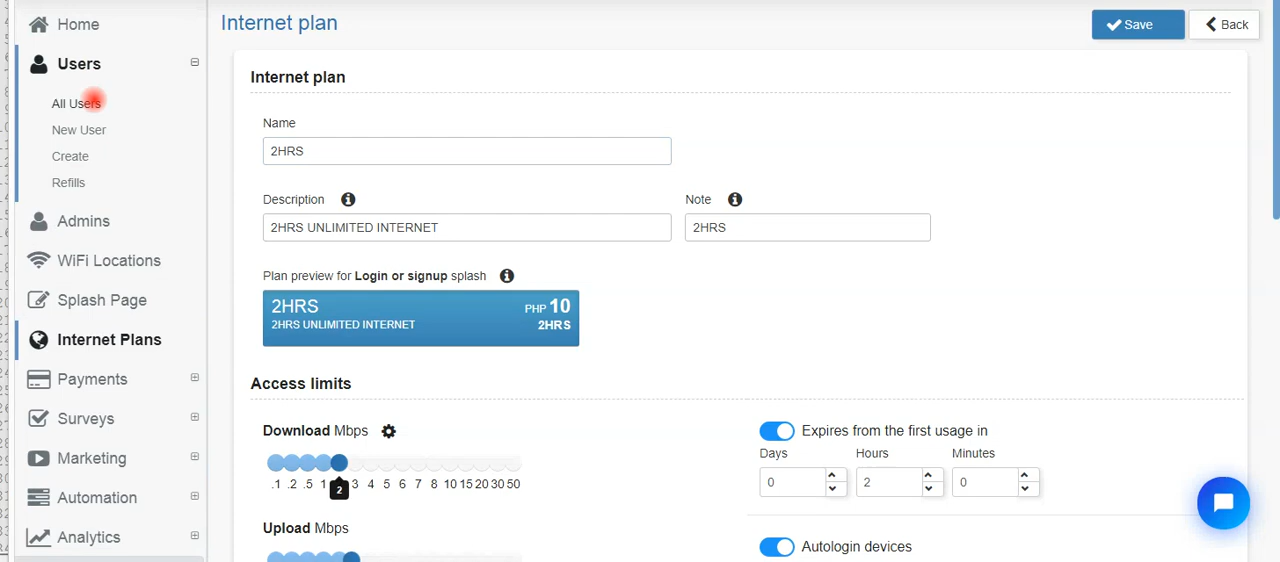 Home
Users
All Users
New User
Create
Refills
Admins
WiFi Locations
Splash Page
Internet Plans
Payments
Surveys
Marketing
Automation
Analytics
Internet plan
Save
Back
Internet plan
Name
2HRS
Description
Note
2HRS UNLIMITED INTERNET
2HRS
Plan preview for Login or signup splash
2HRS
PHP 10
2HRS UNLIMITED INTERNET
2HRS
Access limits
Download Mbps
.1 .2 .5 1 2 3 4 5 6 7 8 10 15 20 30 50
Upload Mbps
Expires from the first usage in
Days Hours Minutes
0 2 0
Autologin devices